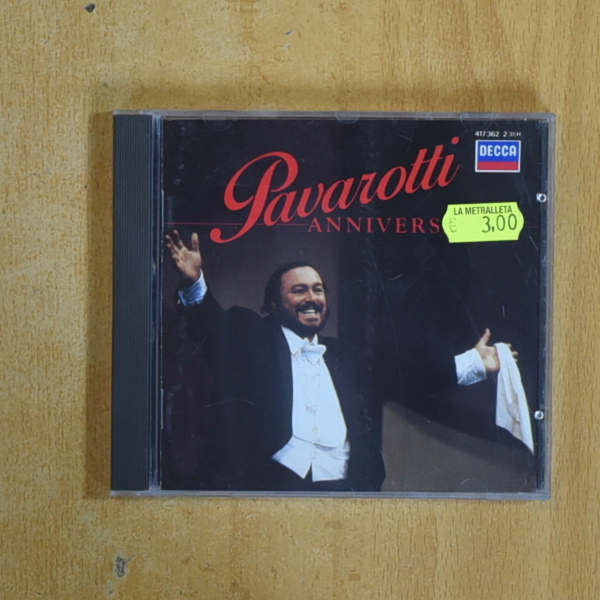 417 362 2
DECCA
Pavarotti
ANNIVERS
LA METRALLETA
3,00